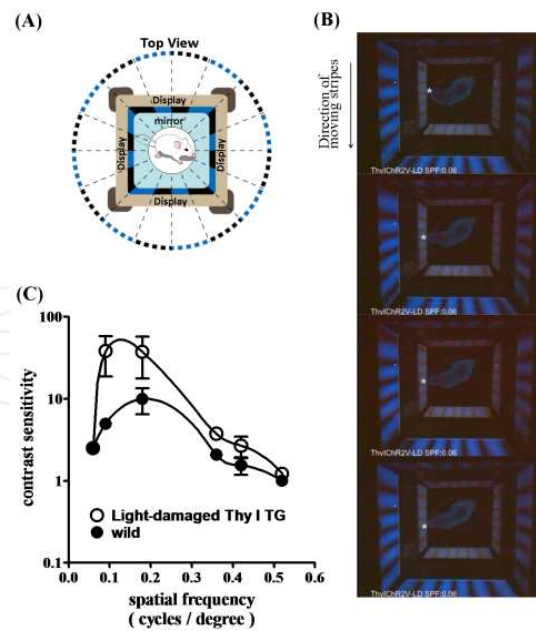 (A)
Top View
Display
mirror
Display
Display
Display
(B)
Direction of
moving stripes
*
ThyIChR2V-LD SPF:0.06
*
ThyIChR2V-LD SPF:0.06
*
ThyIChR2V-LD SPF:0.06
*
ThyIChR2V-LD SPF:0.06
(C)
contrast sensitivity
100
10
1
0.1
Light-damaged Thy I TG
wild
0.0 0.1 0.2 0.3 0.4 0.5 0.6
spatial frequency
( cycles / degree )